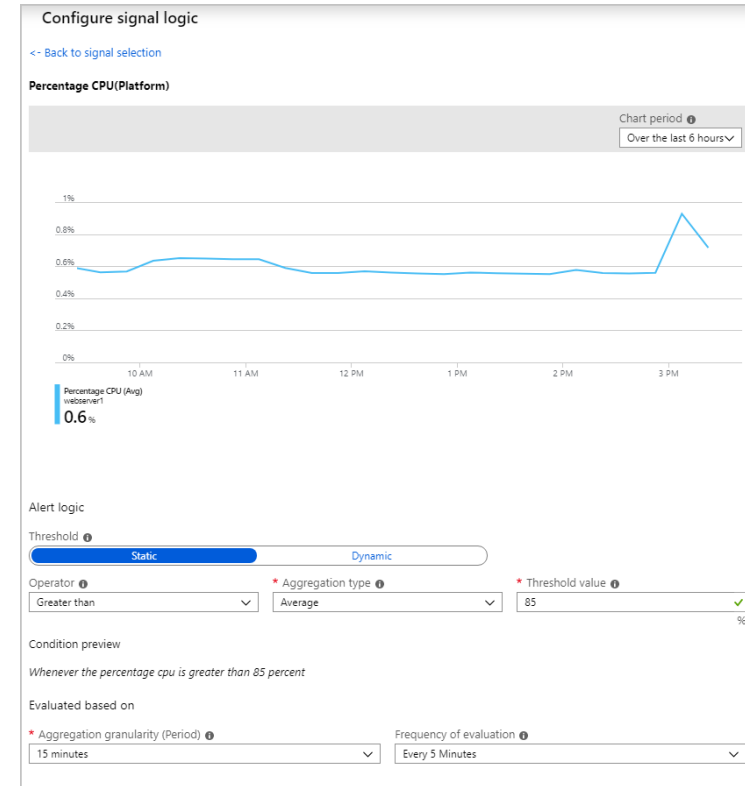 Configure signal logic
<- Back to signal selection
Percentage CPU(Platform)
Chart period
Over the last 6 hours
1%
0.8%
0.6%
0.4%
0.2%
0%
10 AM 11 AM 12 PM 1 PM 2 PM 3 PM
Percentage CPU (Avg)
webserver1
0.6 %
Alert logic
Threshold
Static Dynamic
Operator * Aggregation type * Threshold value
Greater than Average 85
%
Condition preview
Whenever the percentage cpu is greater than 85 percent
Evaluated based on
* Aggregation granularity (Period) Frequency of evaluation
15 minutes Every 5 Minutes